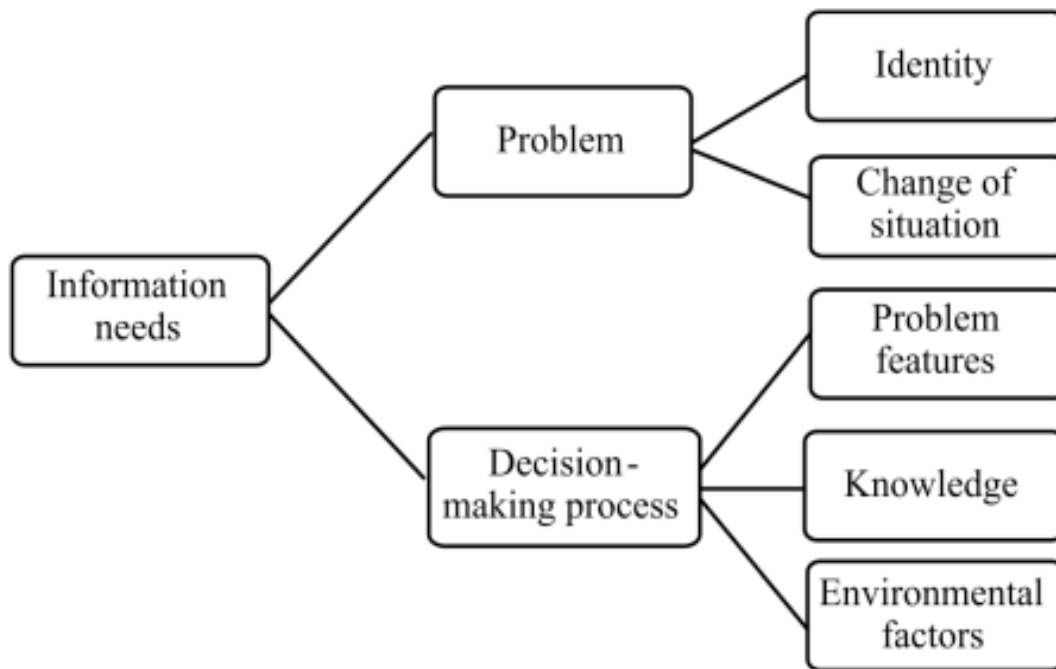 Identity
Problem
Change of
situation
Information
needs
Problem
features
Decision-
making process
Knowledge
Environmental
factors